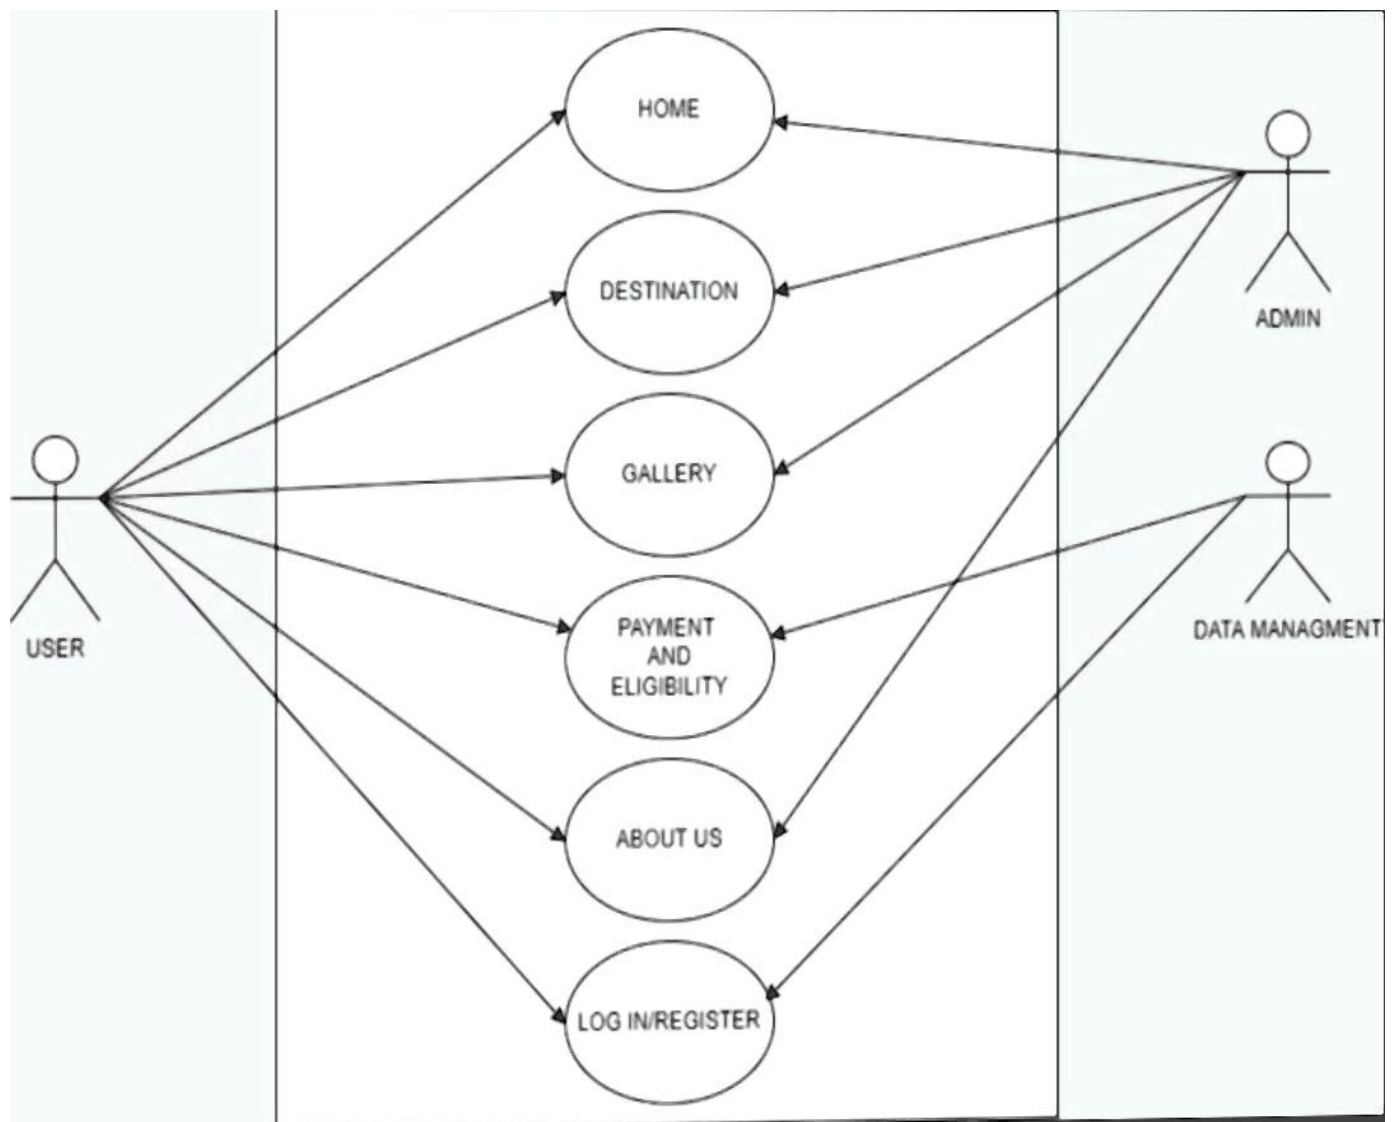 HOME
DESTINATION
GALLERY
PAYMENT
AND
ELIGIBILITY
ABOUT US
LOG IN/REGISTER
USER
ADMIN
DATA MANAGMENT